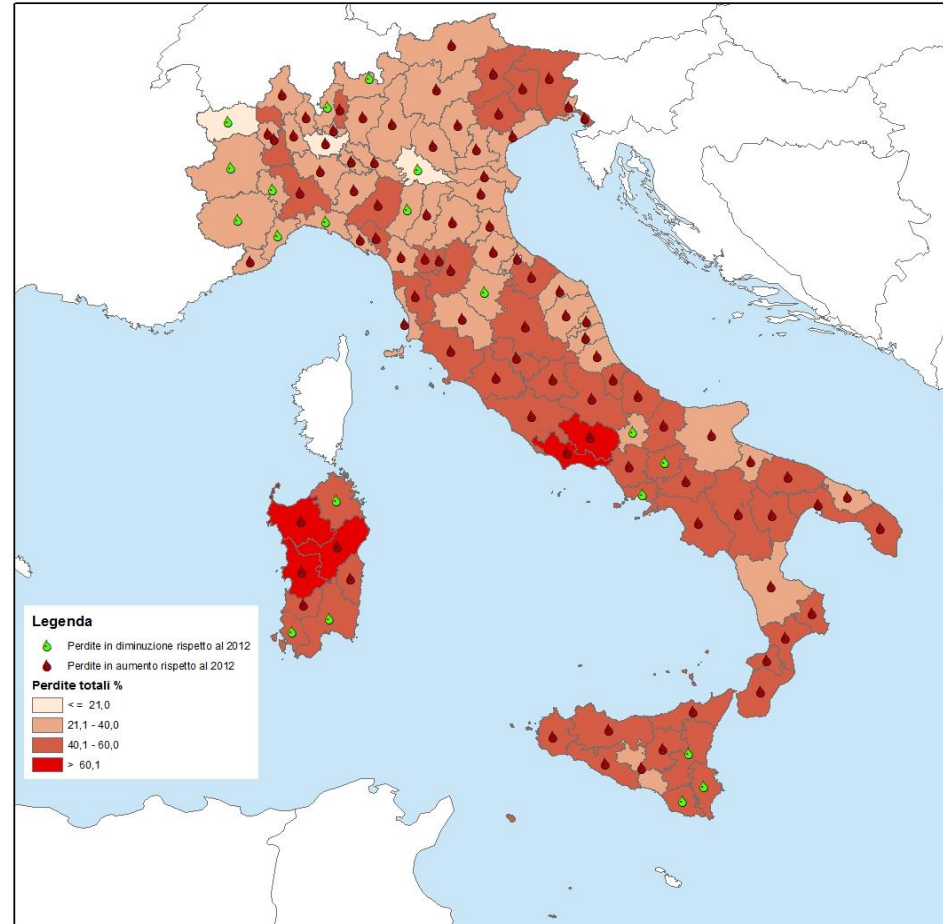 Legenda
Perdite in diminuzione rispetto al 2012
Perdite in aumento rispetto al 2012
Perdite totali %
< = 21,0
21,1 - 40,0
40,1 - 60,0
> 60,1